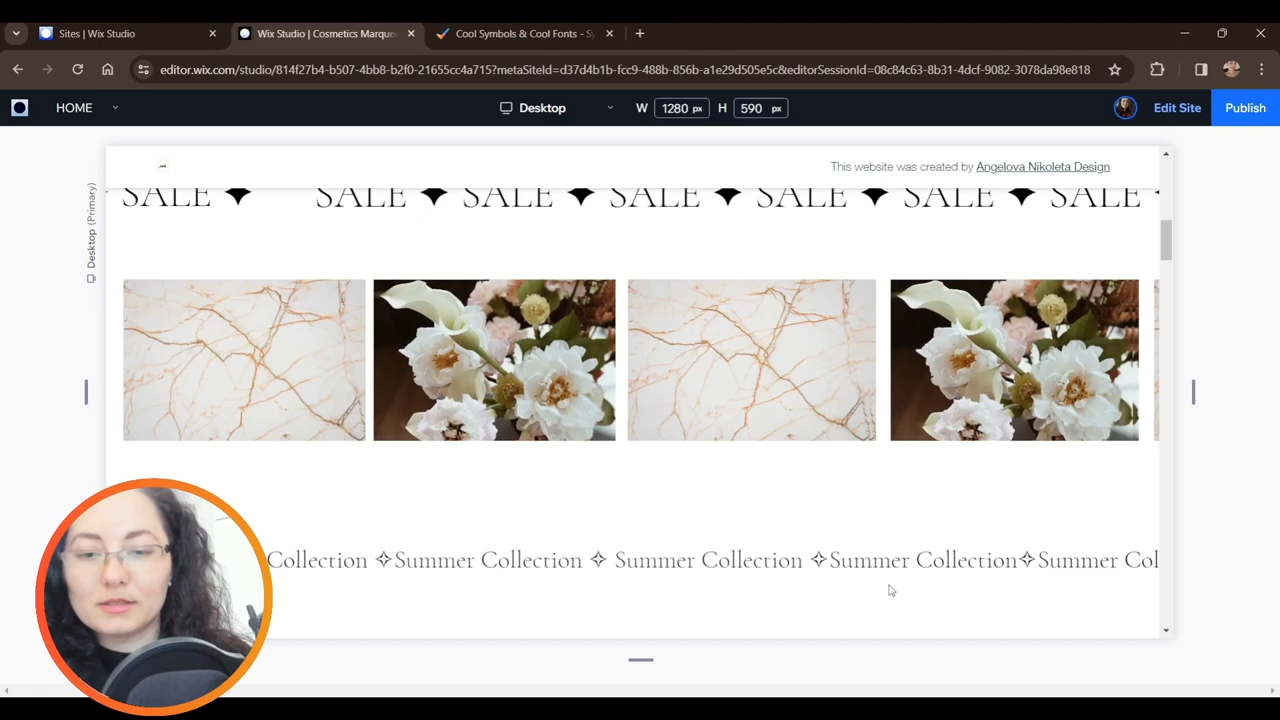 Sites | Wix Studio
Wix Studio | Cosmetics Marque
Cool Symbols & Cool Fonts - Sy
editor.wix.com/studio/814f27b4-b507-4bb8-b2f0-21655cc4a715?metaSiteId=d37d4b1b-fcc9-488b-856b-a1e29d505e5c&editorSessionId=08c84c63-8b31-4dcf-9082-3078da98e818
HOME
Desktop
W 1280 px H 590 px
Edit Site
Publish
This website was created by Angelova Nikoleta Design
Desktop (Primary)
SALE ✦ SALE ✦ SALE ✦ SALE ✦ SALE ✦ SALE ✦ SALE
Collection ✧Summer Collection ✧ Summer Collection ✧Summer Collection✧Summer Col